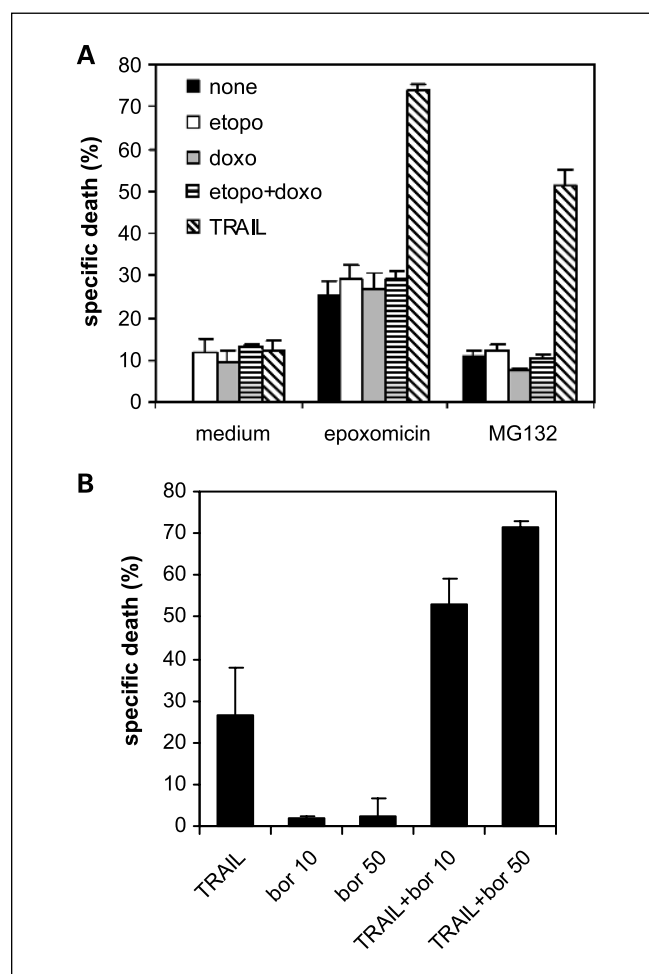 A
80
70
60
50
40
30
20
10
0
specific death (%)
none
etopo
doxo
etopo+doxo
TRAIL
medium epoxomicin MG132
B
80
70
60
50
40
30
20
10
0
specific death (%)
TRAIL
bor 10
bor 50
TRAIL+bor 10
TRAIL+bor 50